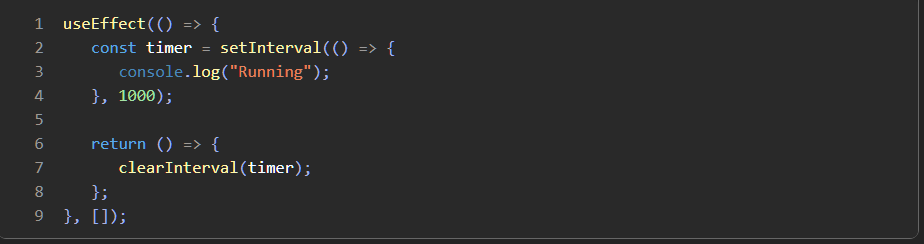 1 useEffect(() => {
2 const timer = setInterval(() => {
3 console.log("Running");
4 }, 1000);
5
6 return () => {
7 clearInterval(timer);
8 };
9 }, []);